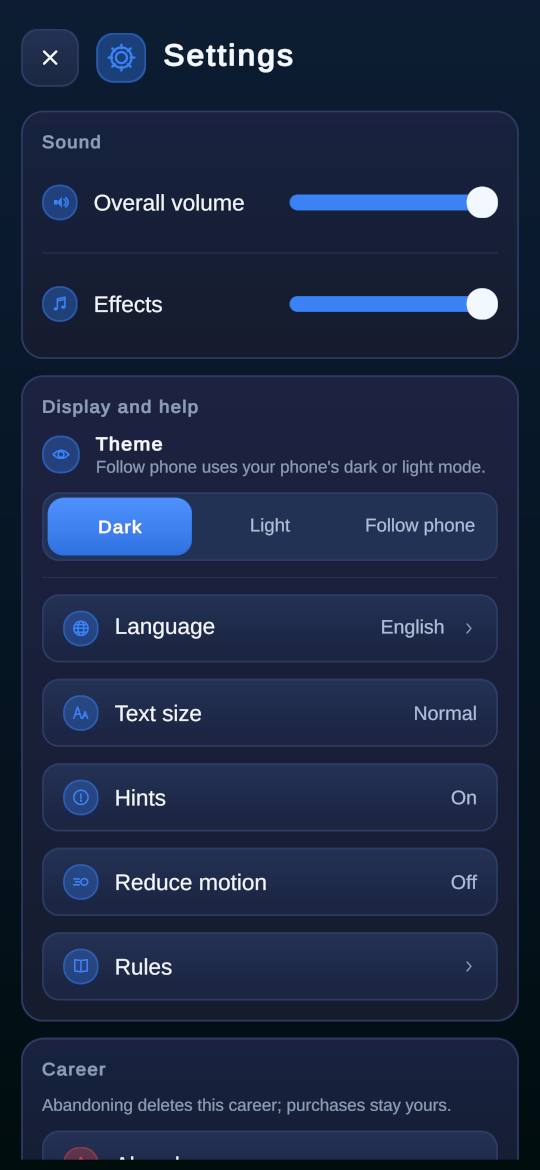 Settings
Sound
Overall volume
Effects
Display and help
Theme
Follow phone uses your phone's dark or light mode.
Dark Light Follow phone
Language English
Text size Normal
Hints On
Reduce motion Off
Rules
Career
Abandoning deletes this career; purchases stay yours.